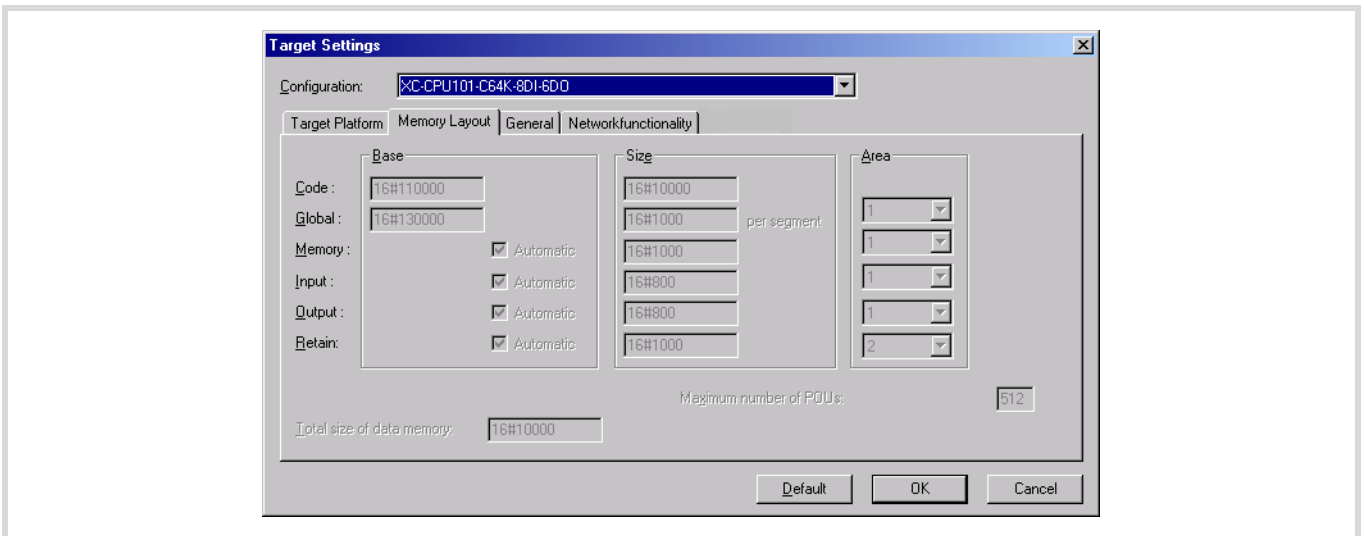 Target Settings
Configuration: XC-CPU101-C64K-8DI-6DO
Target Platform Memory Layout General Networkfunctionality
Base Size Area
Code : 16#110000 16#10000
Global : 16#130000 16#1000 per segment 1
Memory : Automatic 16#1000 1
Input : Automatic 16#800 1
Output : Automatic 16#800 1
Retain: Automatic 16#1000 2
Maximum number of POUs: 512
Total size of data memory: 16#10000
Default OK Cancel